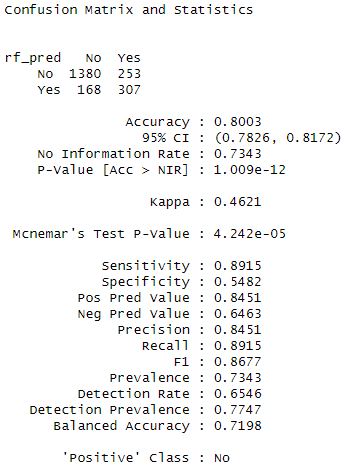 Confusion Matrix and Statistics
rf_pred No Yes
No 1380 253
Yes 168 307
Accuracy : 0.8003
95% CI : (0.7826, 0.8172)
No Information Rate : 0.7343
P-Value [Acc > NIR] : 1.009e-12
Kappa : 0.4621
Mcnemar's Test P-Value : 4.242e-05
Sensitivity : 0.8915
Specificity : 0.5482
Pos Pred Value : 0.8451
Neg Pred Value : 0.6463
Precision : 0.8451
Recall : 0.8915
F1 : 0.8677
Prevalence : 0.7343
Detection Rate : 0.6546
Detection Prevalence : 0.7747
Balanced Accuracy : 0.7198
'Positive' Class : No